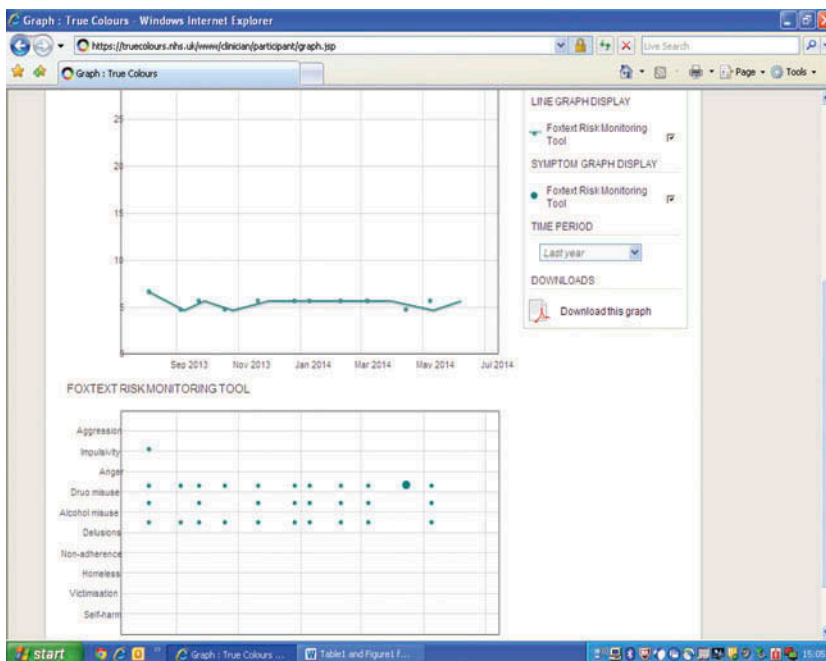 Graph : True Colours - Windows Internet Explorer
https://truecolours.nhs.uk/www/clinician/participant/graph.jsp
Live Search
Graph : True Colours
Page
Tools
25
20
15
10
5
0
Sep 2013 Nov 2013 Jan 2014 Mar 2014 May 2014 Jul 2014
LINE GRAPH DISPLAY
Foxtext Risk Monitoring
Tool
SYMPTOM GRAPH DISPLAY
Foxtext Risk Monitoring
Tool
TIME PERIOD
Last year
DOWNLOADS
Download this graph
FOXTEXT RISK MONITORING TOOL
Aggression
Impulsivity
Anger
Drug misuse
Alcohol misuse
Delusions
Non-adherence
Homeless
Victimisation
Self-harm
start
Graph : True Colours ...
Table1 and Figure1 f...
15:05